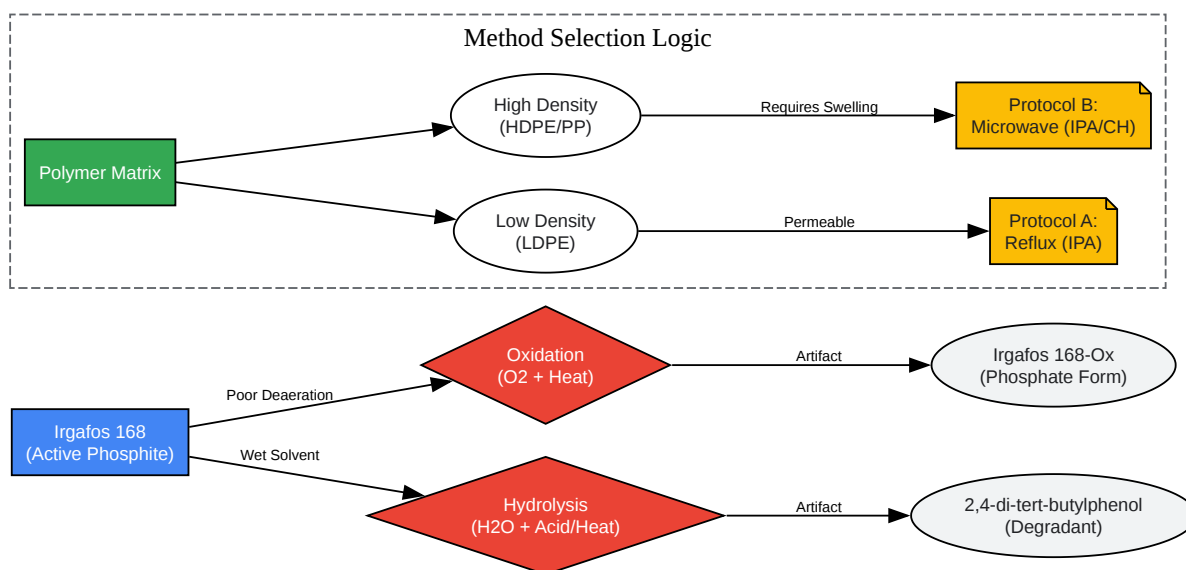 Method Selection Logic
High Density
(HDPE/PP)
Requires Swelling
Protocol B:
Microwave (IPA/CH)
Polymer Matrix
Low Density
(LDPE)
Permeable
Protocol A:
Reflux (IPA)
Oxidation
(O2 + Heat)
Artifact
Irgafos 168-Ox
(Phosphate Form)
Poor Deaeration
Irgafos 168
(Active Phosphite)
Wet Solvent
Hydrolysis
(H2O + Acid/Heat)
Artifact
2,4-di-tert-butylphenol
(Degradant)